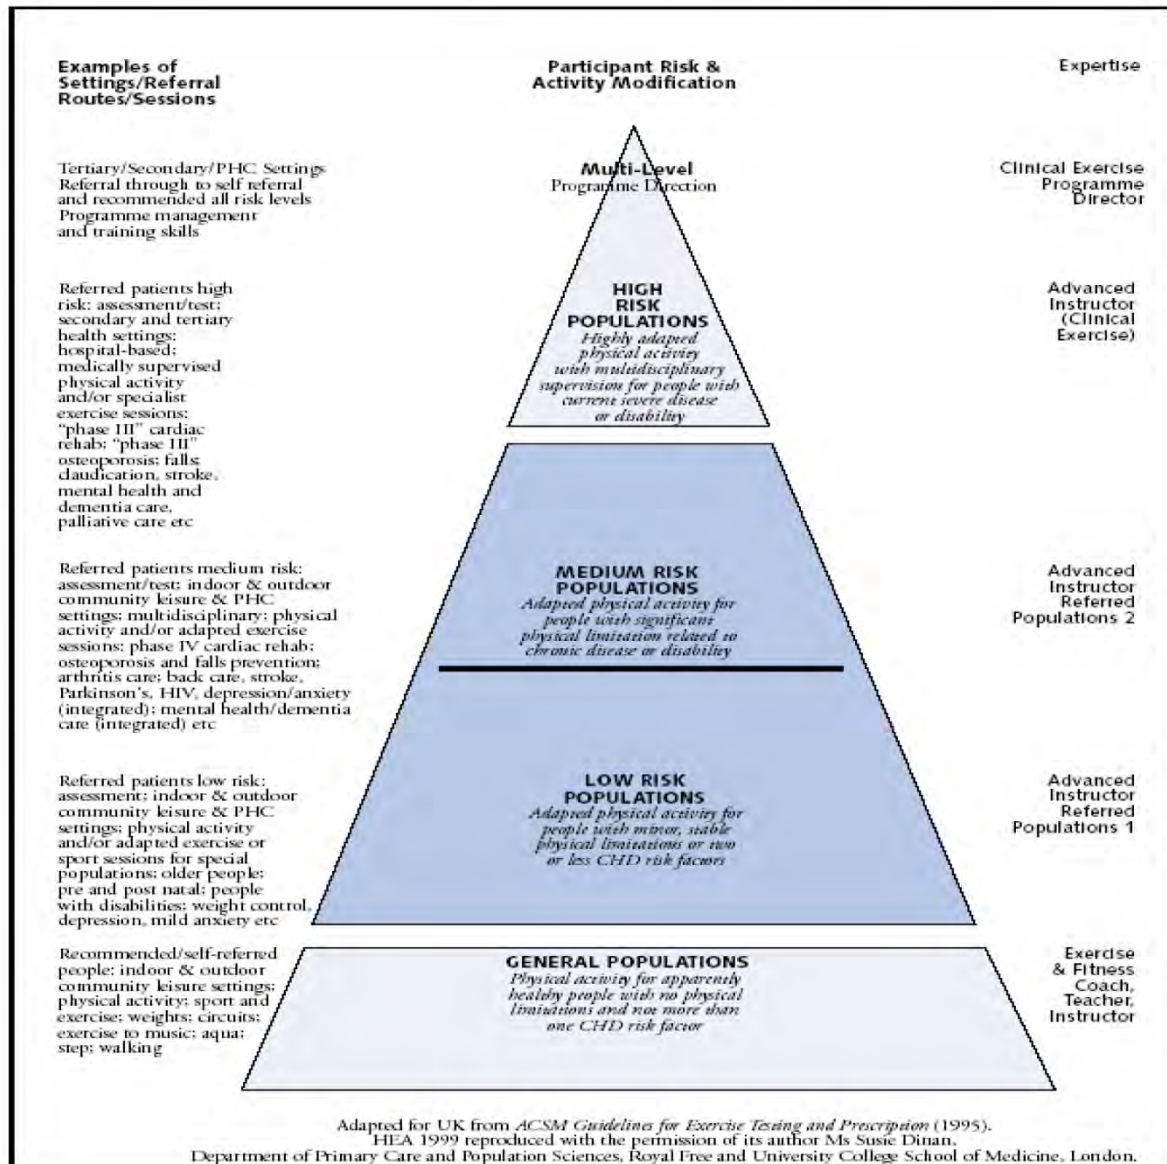 Examples of
Settings/Referral
Routes/Sessions
Participant Risk &
Activity Modification
Expertise
Tertiary/Secondary/PHC Settings
Referral through to self referral
and recommended all risk levels
Programme management
and training skills
Multi-Level
Programme Direction
Clinical Exercise
Programme
Director
Referred patients high
risk: assessment/test:
secondary and tertiary
health settings:
hospital-based:
medically supervised
physical activity
and/or specialist
exercise sessions:
"phase III" cardiac
rehab: "phase III"
osteoporosis: falls:
claudication, stroke,
mental health and
dementia care,
palliative care etc
HIGH
RISK
POPULATIONS
Highly adapted
physical activity
with multidisciplinary
supervision for people with
current severe disease
or disability
Advanced
Instructor
(Clinical
Exercise)
Referred patients medium risk:
assessment/test: indoor & outdoor
community leisure & PHC
settings: multidisciplinary: physical
activity and/or adapted exercise
sessions: phase IV cardiac rehab:
osteoporosis and falls prevention:
arthritis care: back care, stroke,
Parkinson's, HIV, depression/anxiety
(integrated): mental health/dementia
care (integrated) etc
MEDIUM RISK
POPULATIONS
Adapted physical activity for
people with significant
physical limitation related to
chronic disease or disability
Advanced
Instructor
Referred
Populations 2
Referred patients low risk:
assessment: indoor & outdoor
community leisure & PHC
settings: physical activity
and/or adapted exercise or
sport sessions for special
populations: older people:
pre and post natal: people
with disabilities: weight control,
depression, mild anxiety etc
LOW RISK
POPULATIONS
Adapted physical activity for
people with minor, stable
physical limitations or two
or less CHD risk factors
Advanced
Instructor
Referred
Populations 1
Recommended/self-referred
people: indoor & outdoor
community leisure settings:
physical activity: sport and
exercise; weights: circuits:
exercise to music: aqua:
step: walking
GENERAL POPULATIONS
Physical activity for apparently
healthy people with no physical
limitations and not more than
one CHD risk factor
Exercise
& Fitness
Coach,
Teacher,
Instructor
Adapted for UK from ACSM Guidelines for Exercise Testing and Prescription (1995).
HEA 1999 reproduced with the permission of its author Ms Susie Dinan,
Department of Primary Care and Population Sciences, Royal Free and University College School of Medicine, London.